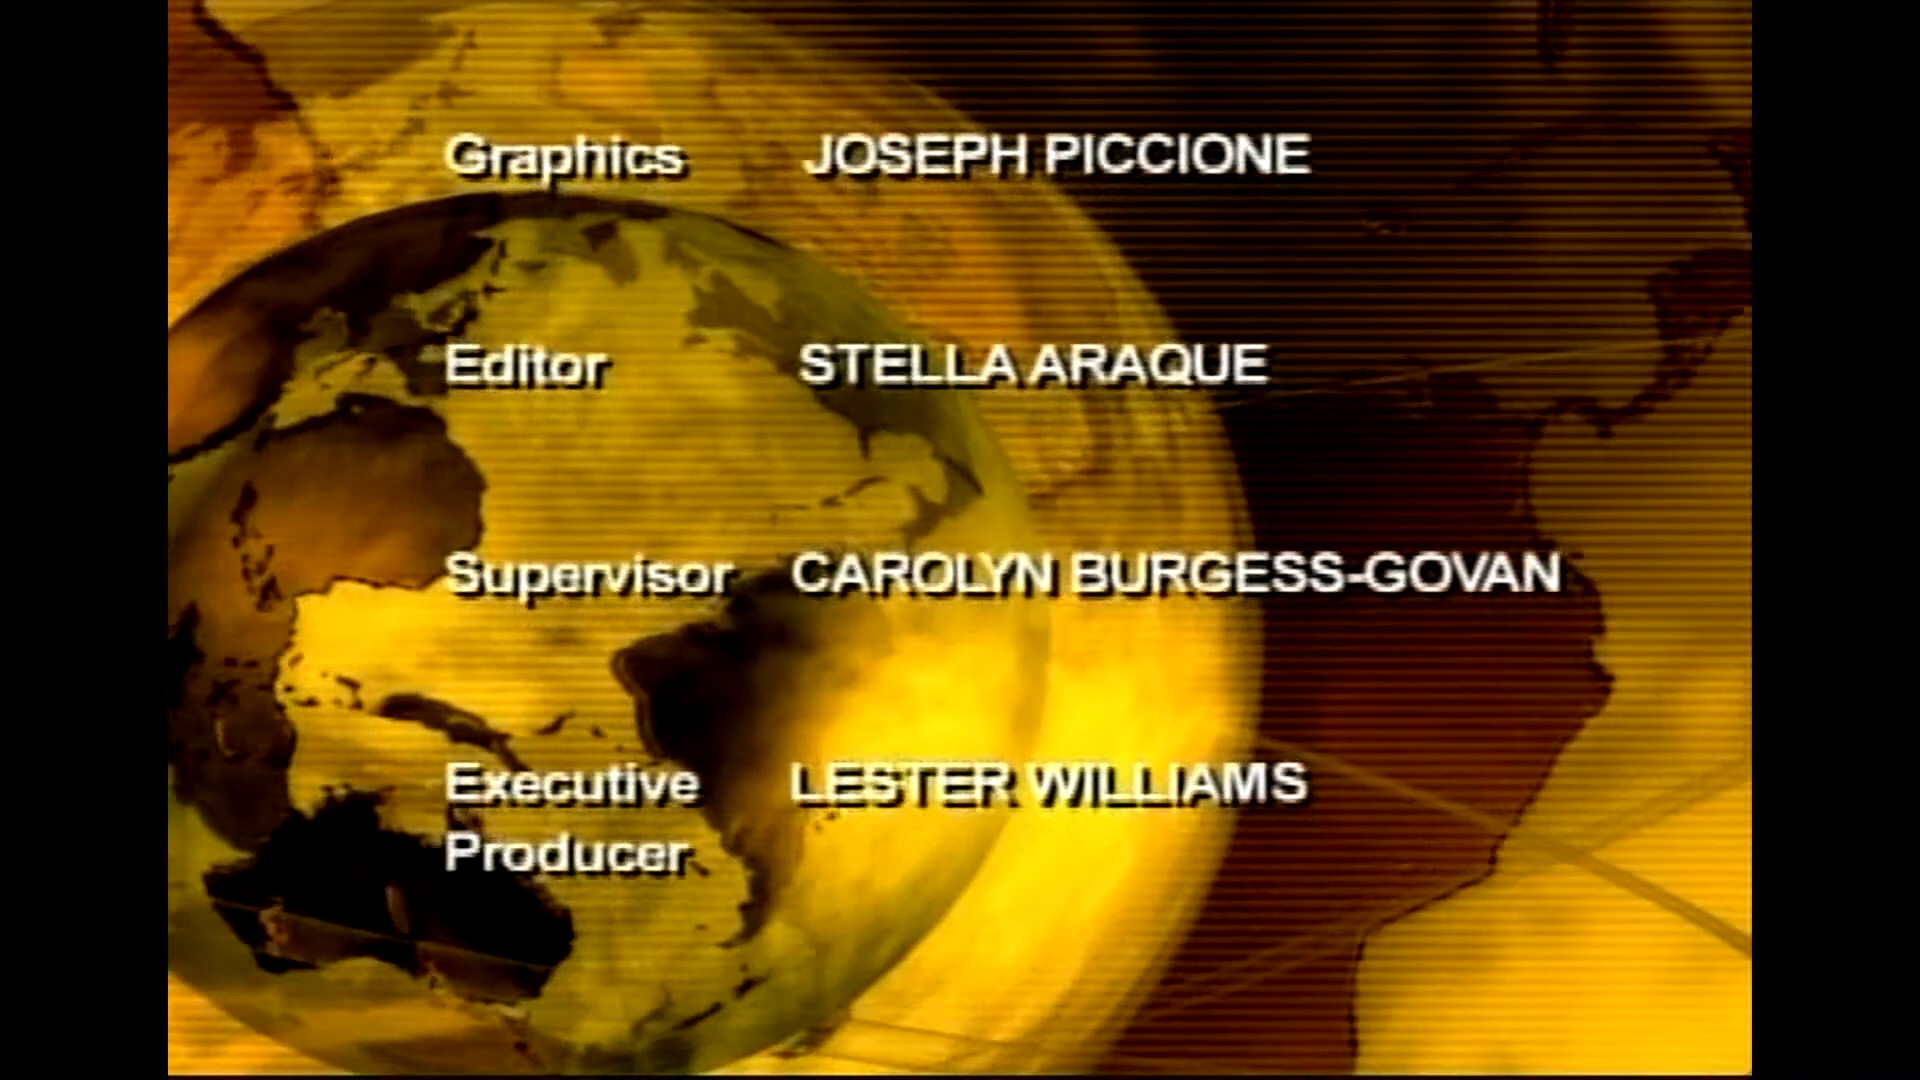 Graphics JOSEPH PICCIONE
Editor STELLA ARAQUE
Supervisor CAROLYN BURGESS-GOVAN
Executive LESTER WILLIAMS
Producer